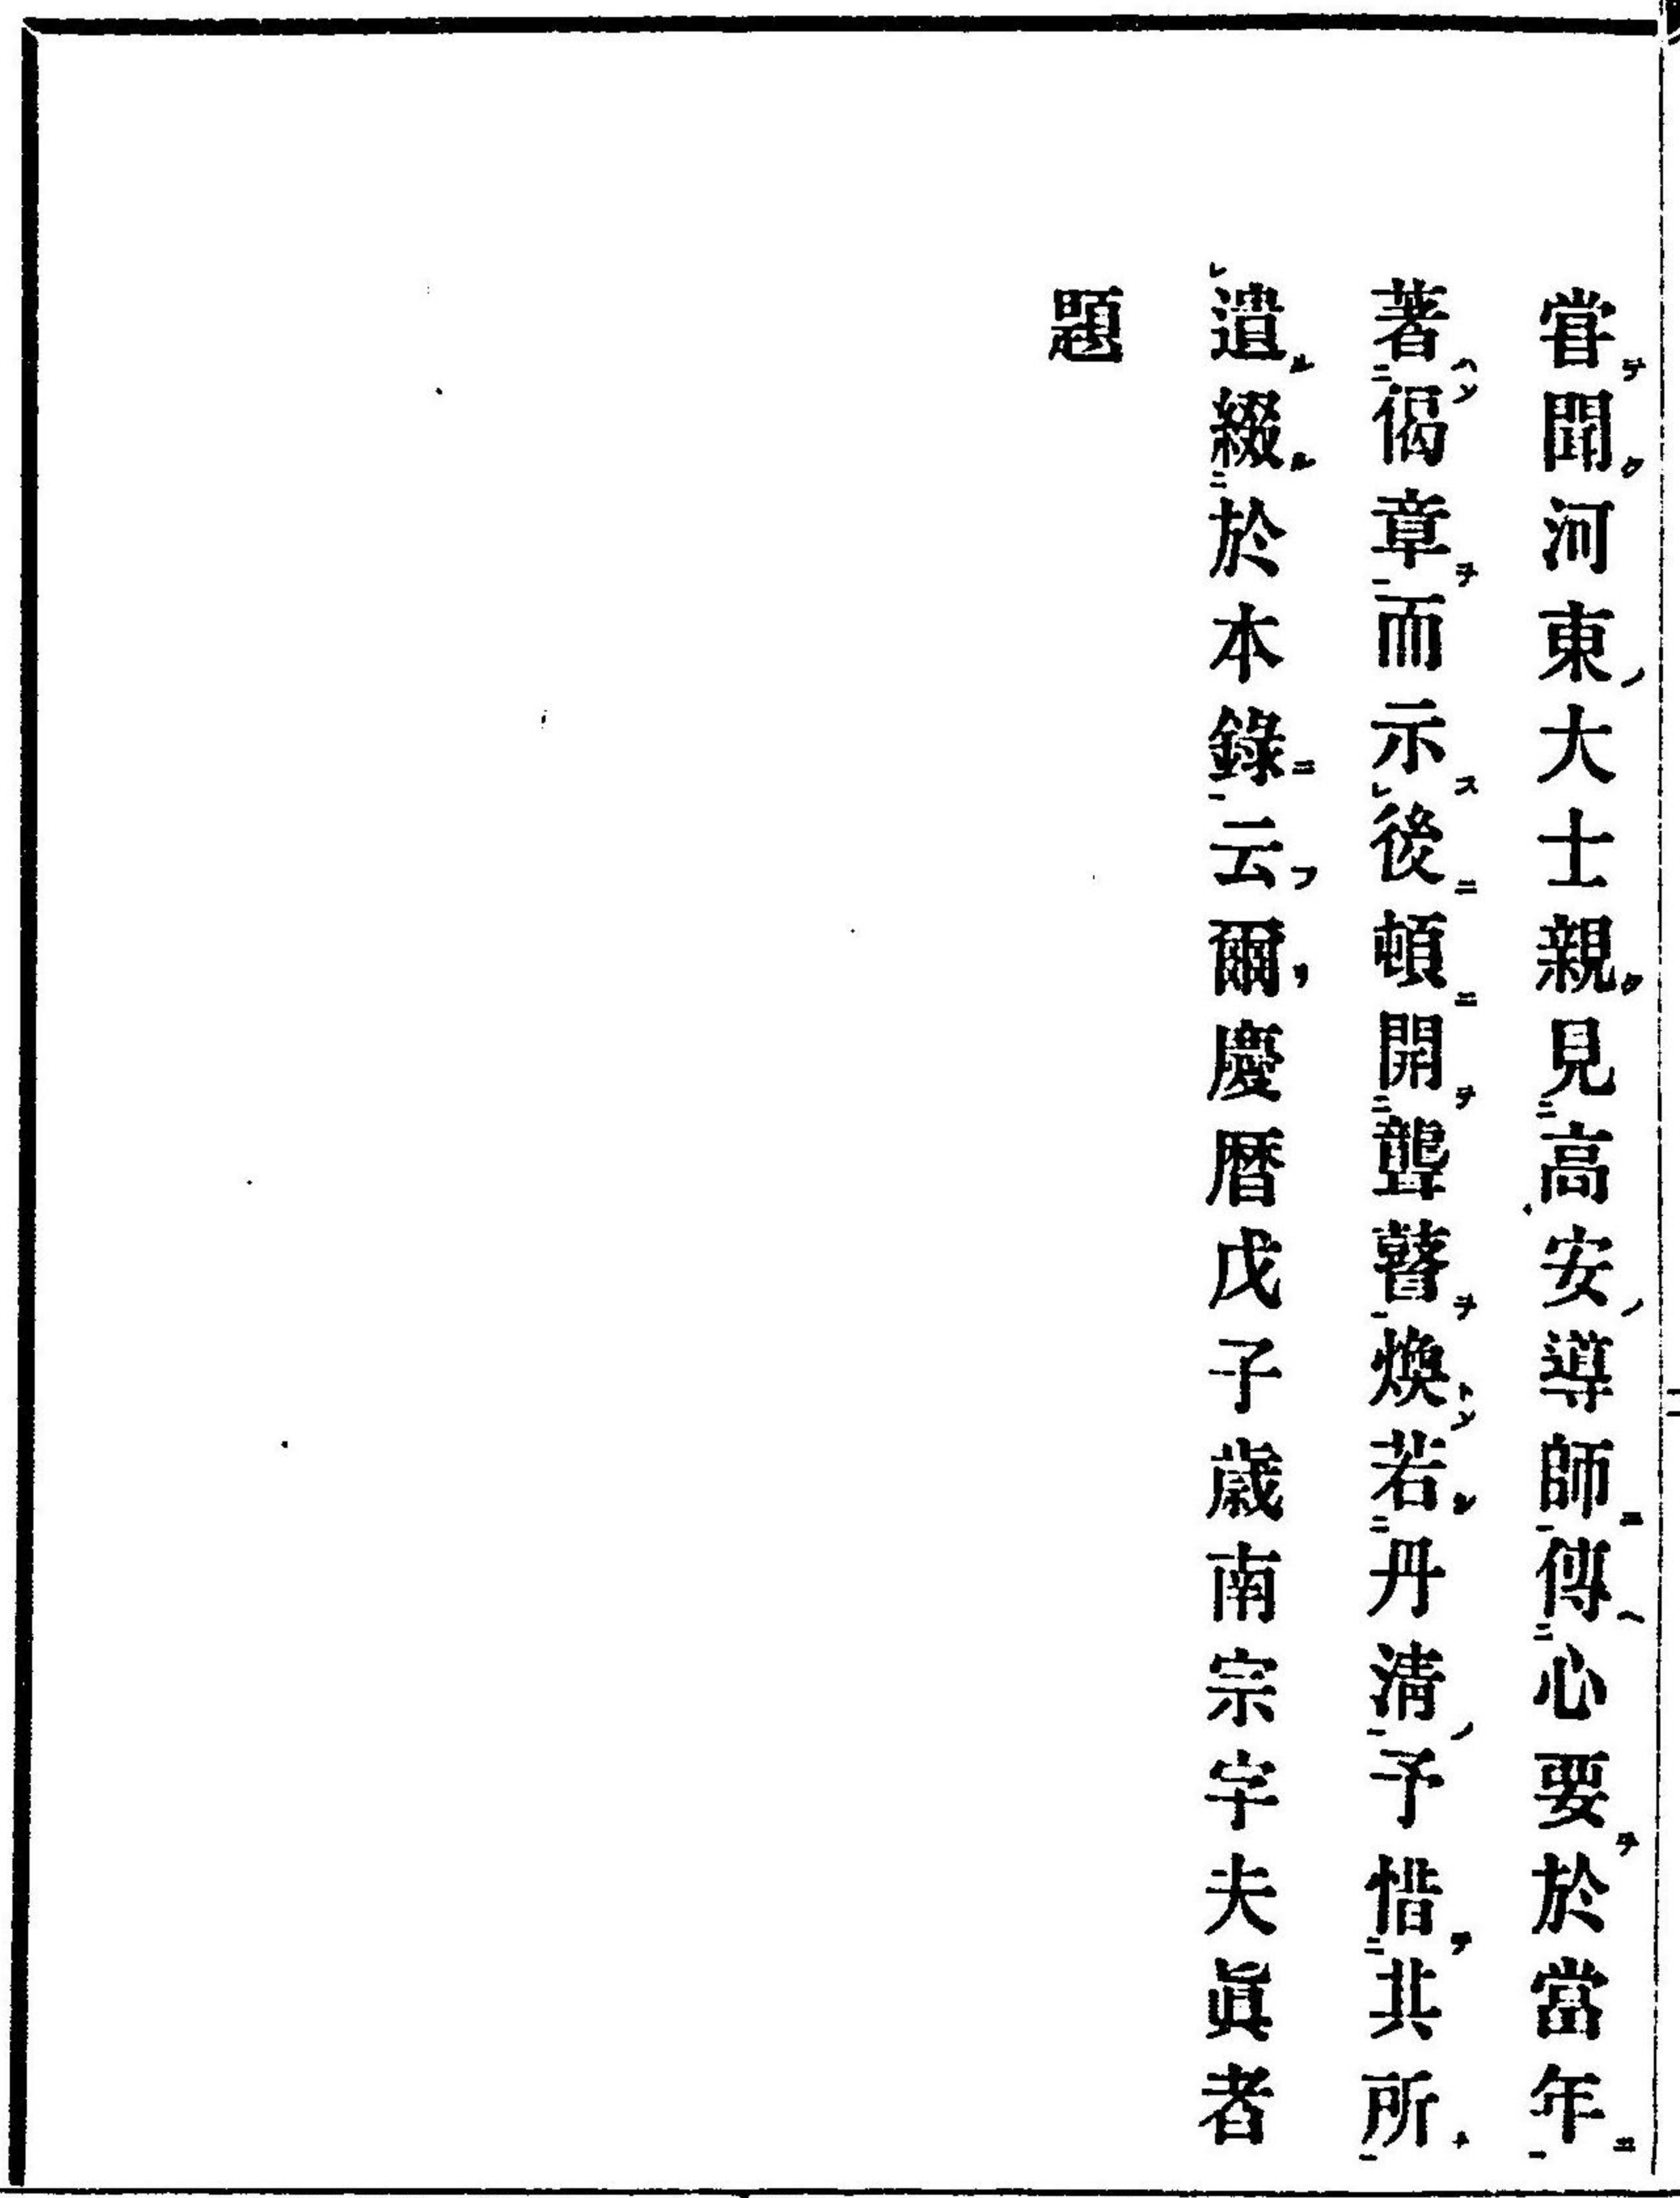 嘗聞河東大士親見高安導師傳心要於當年
著偈章而示後頓開聾瞽煥若丹靑予惜其所
遺綴於本錄云爾慶曆戊子歲南宗字夫眞者
題